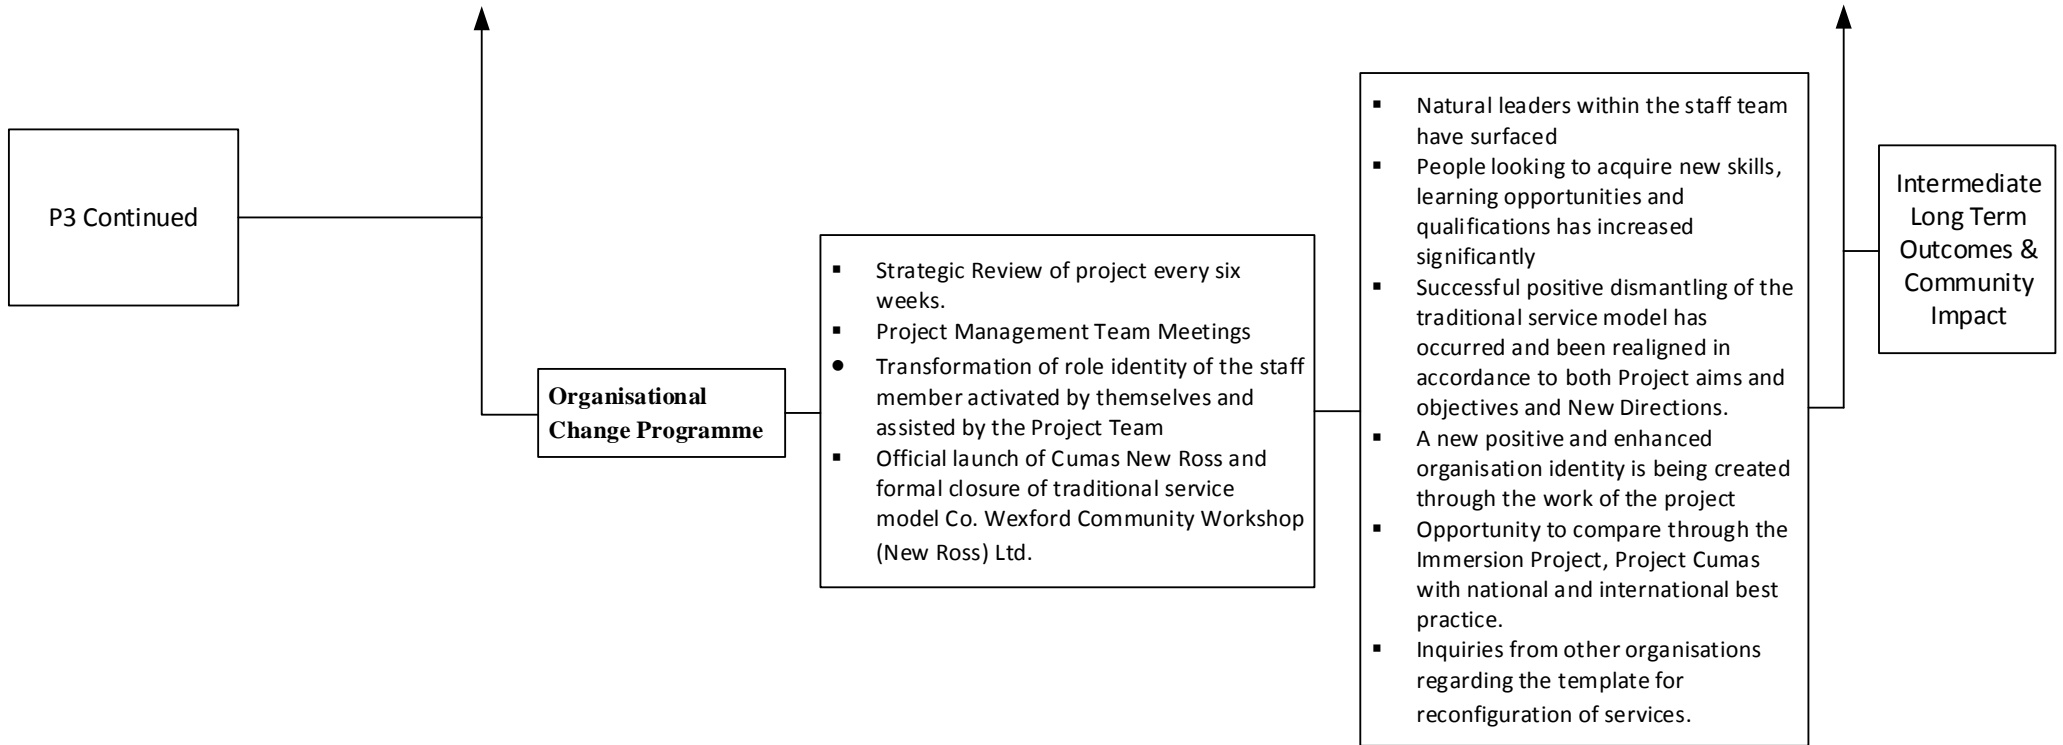 P3 Continued
Organisational
Change Programme
▪ Strategic Review of project every six
weeks.
▪ Project Management Team Meetings
● Transformation of role identity of the staff
member activated by themselves and
assisted by the Project Team
▪ Official launch of Cumas New Ross and
formal closure of traditional service
model Co. Wexford Community Workshop
(New Ross) Ltd.
▪ Natural leaders within the staff team
have surfaced
▪ People looking to acquire new skills,
learning opportunities and
qualifications has increased
significantly
▪ Successful positive dismantling of the
traditional service model has
occurred and been realigned in
accordance to both Project aims and
objectives and New Directions.
▪ A new positive and enhanced
organisation identity is being created
through the work of the project
▪ Opportunity to compare through the
Immersion Project, Project Cumas
with national and international best
practice.
▪ Inquiries from other organisations
regarding the template for
reconfiguration of services.
Intermediate
Long Term
Outcomes &
Community
Impact